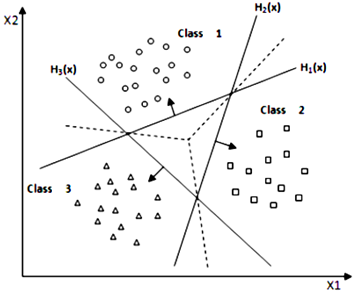 X2
H₂(x)
Class 1
H₃(x)
H₁(x)
Class 2
Class 3
X1